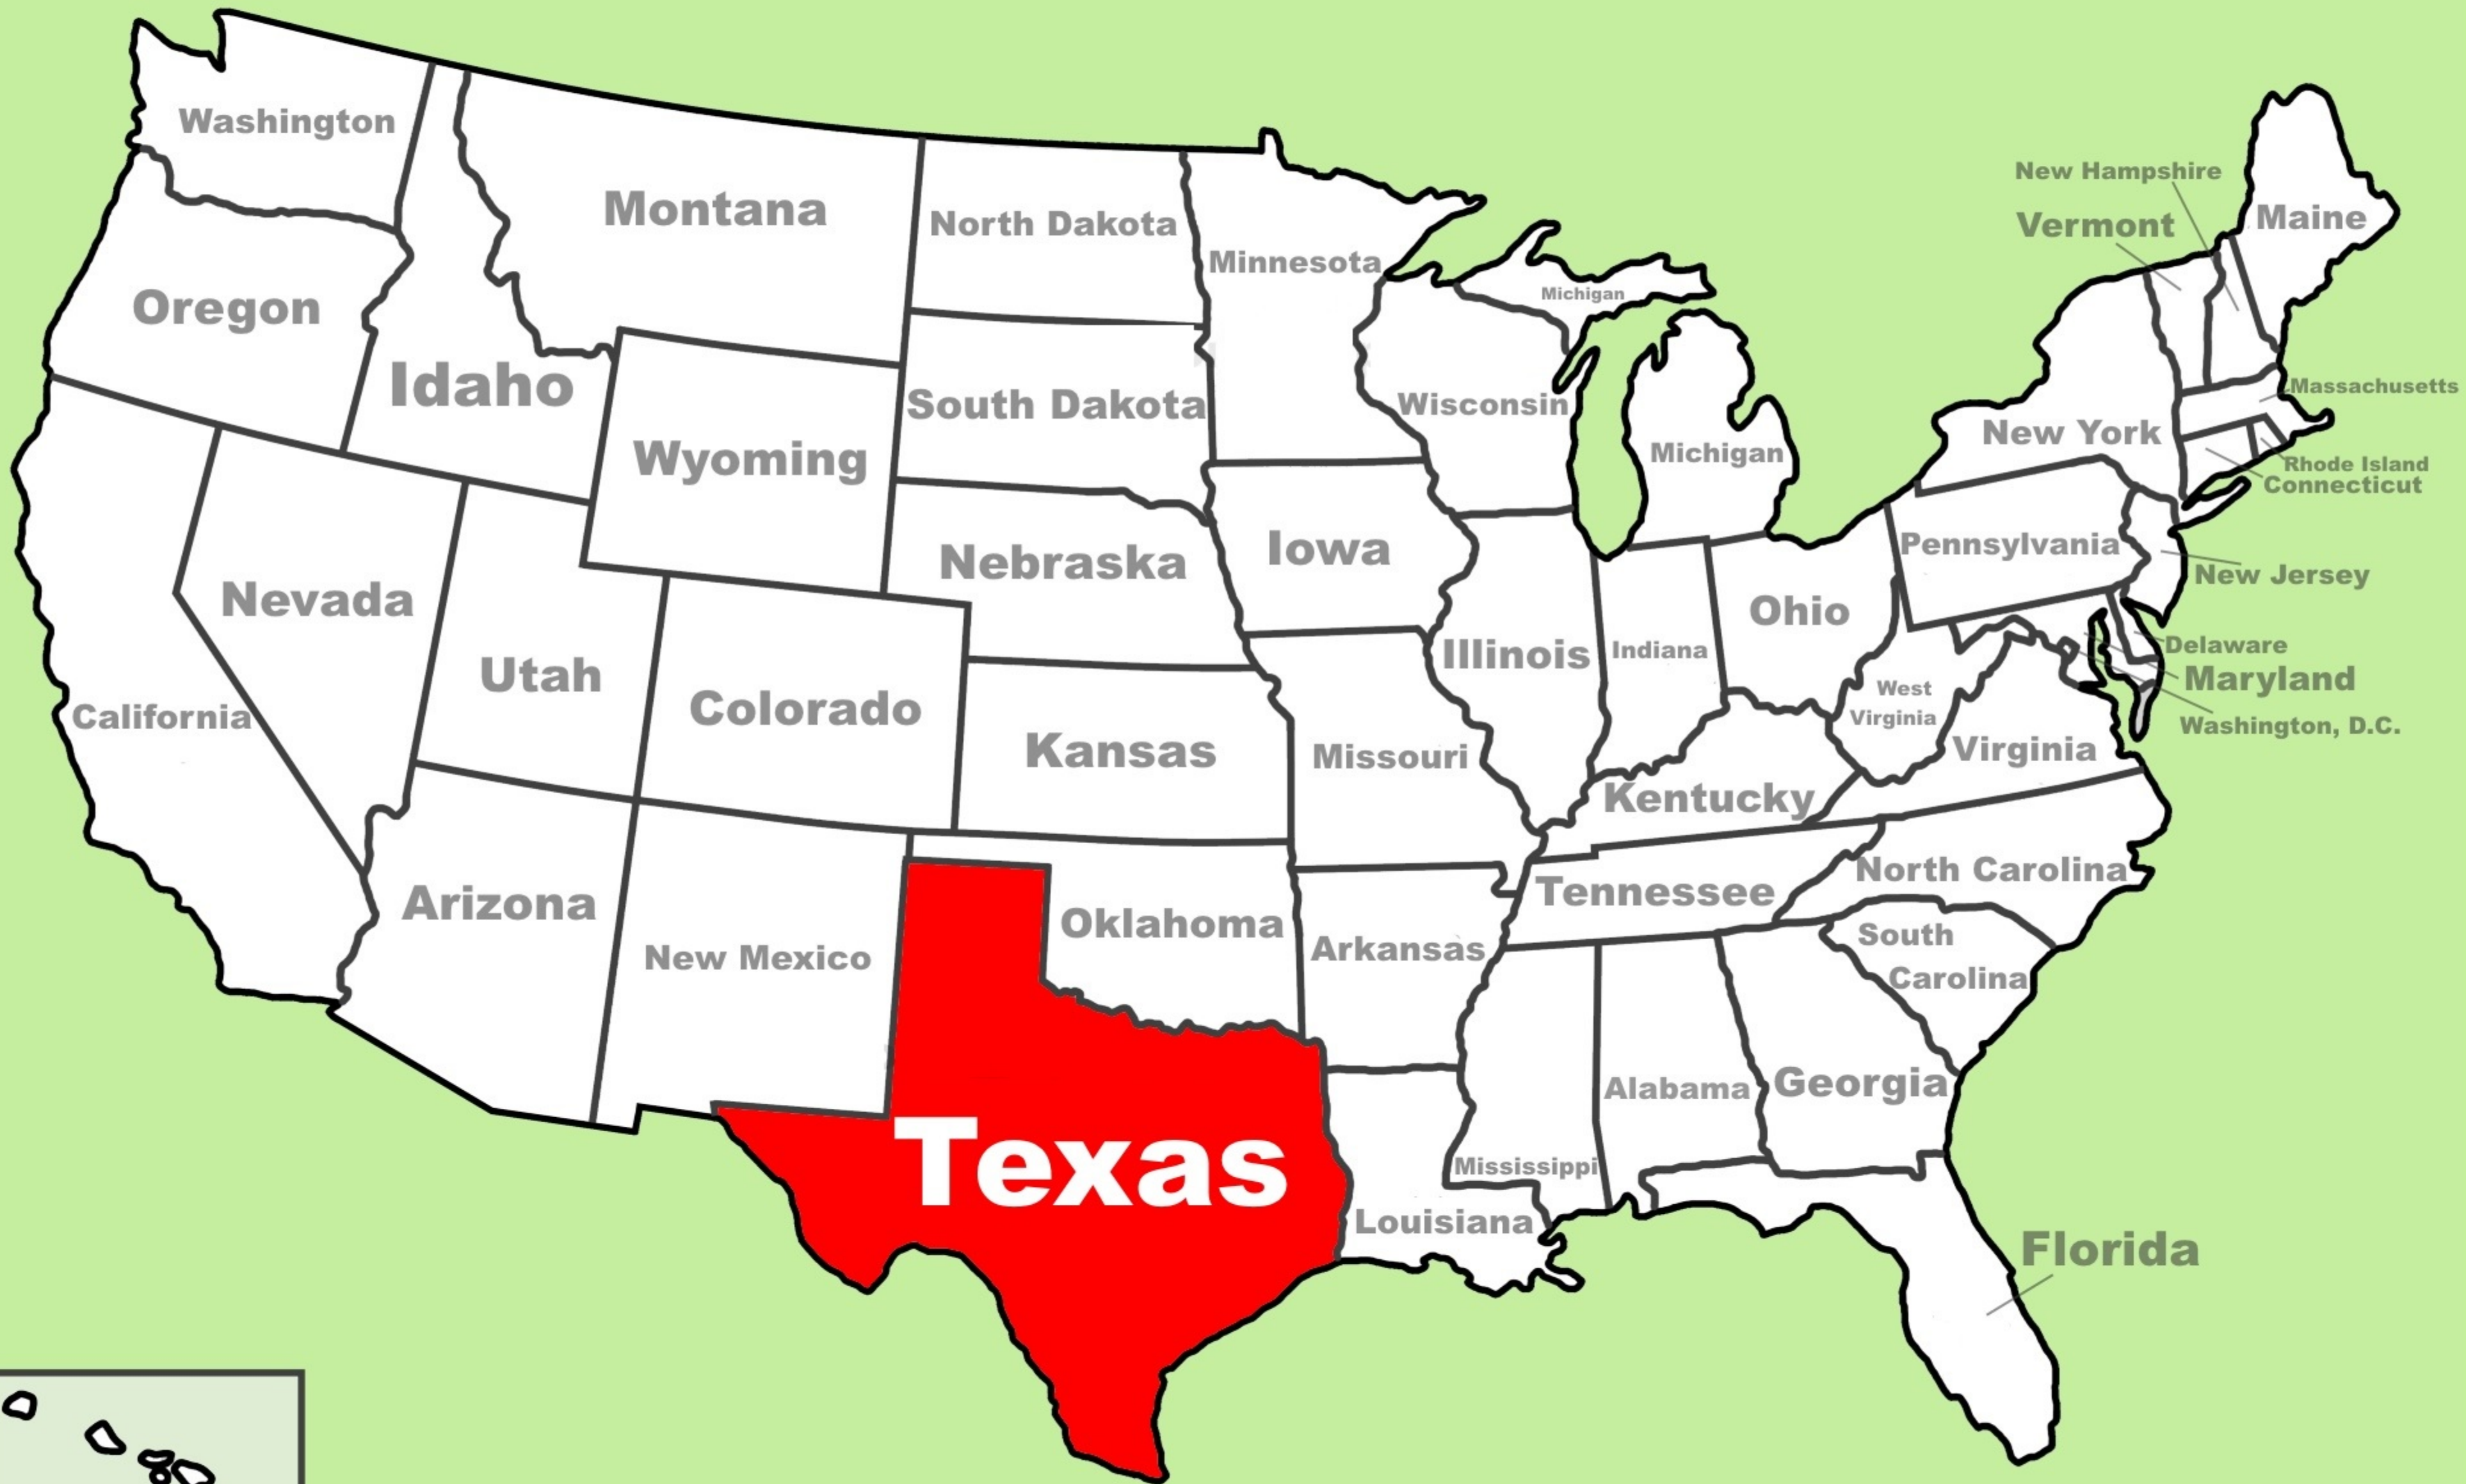 Washington
Montana
North Dakota
Minnesota
New Hampshire
Vermont
Maine
Oregon
Idaho
Michigan
South Dakota
Wisconsin
Massachusetts
Wyoming
Michigan
New York
Rhode Island
Connecticut
Nebraska
Iowa
Pennsylvania
New Jersey
Nevada
Ohio
Utah
Illinois
Indiana
Delaware
Maryland
West
Virginia
Washington, D.C.
California
Colorado
Kansas
Missouri
Virginia
Kentucky
Arizona
New Mexico
Oklahoma
Arkansas
Tennessee
North Carolina
South
Carolina
Texas
Alabama
Georgia
Mississippi
Louisiana
Florida